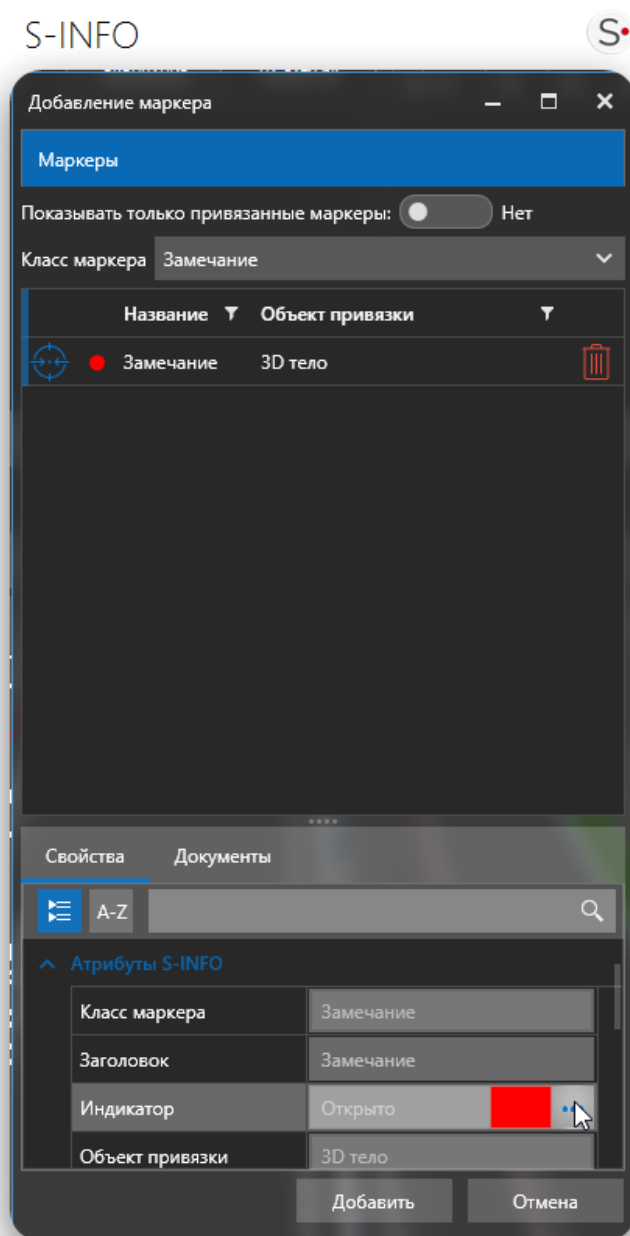 S-INFO
S
Добавление маркера
Маркеры
Показывать только привязанные маркеры: Нет
Класс маркера Замечание
Название Объект привязки
Замечание 3D тело
Свойства Документы
A-Z
Атрибуты S-INFO
Класс маркера Замечание
Заголовок Замечание
Индикатор Открыто
Объект привязки 3D тело
Добавить Отмена